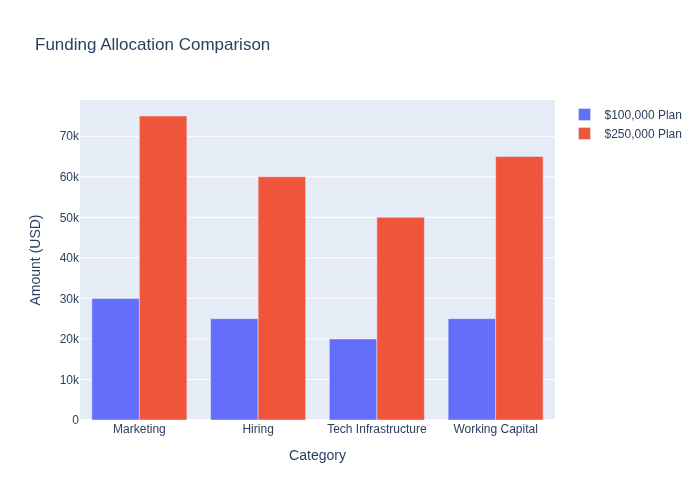 Funding Allocation Comparison
$100,000 Plan
$250,000 Plan
70k
60k
50k
40k
30k
20k
10k
0
Amount (USD)
Marketing
Hiring
Tech Infrastructure
Working Capital
Category